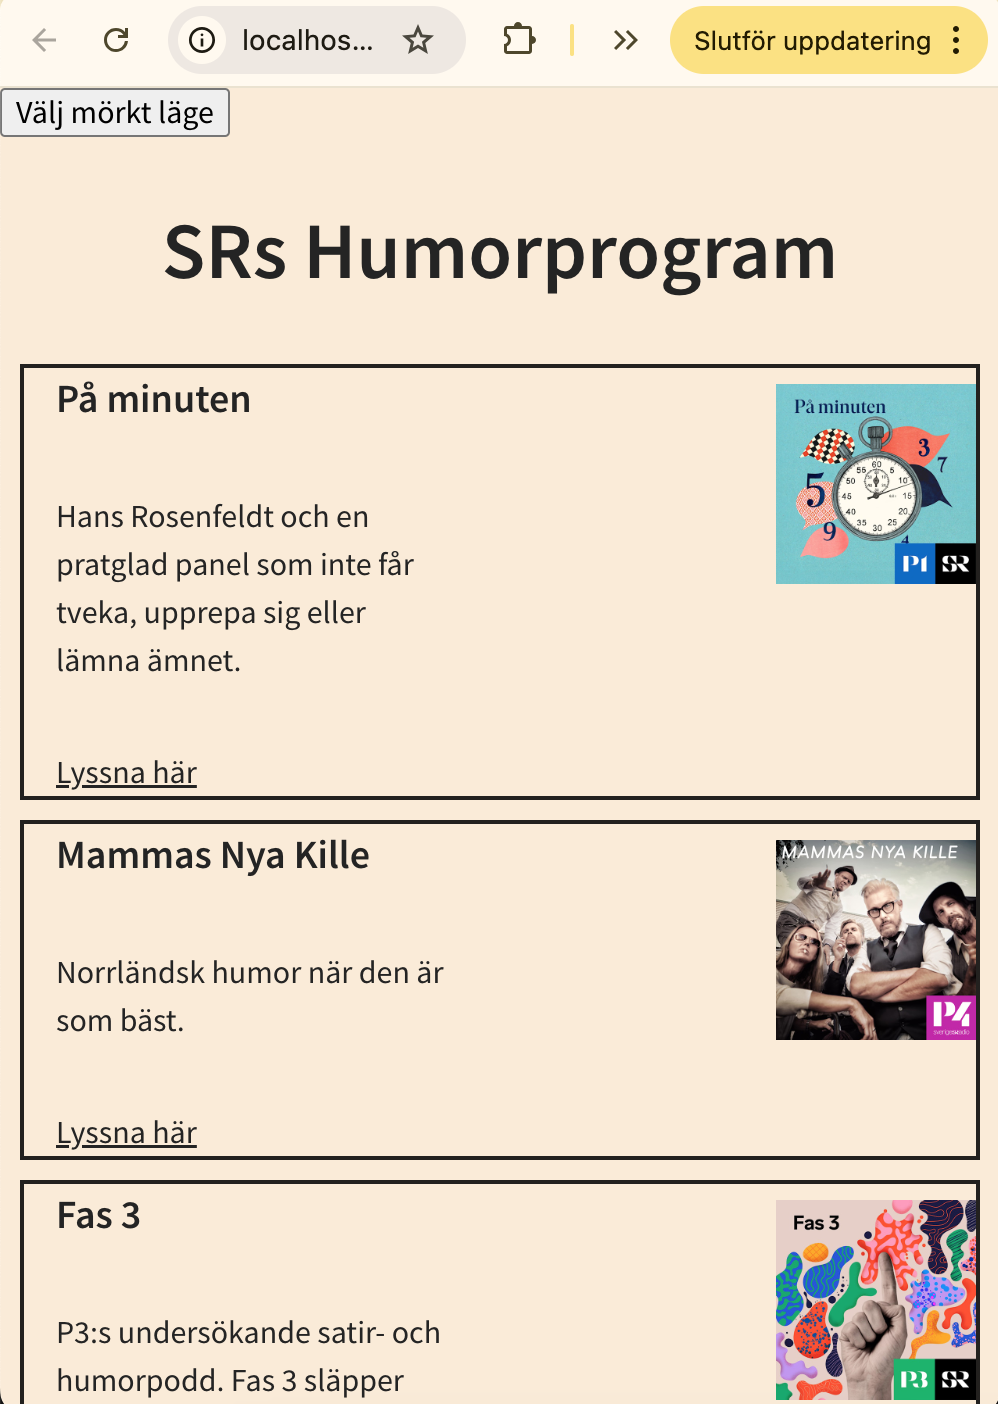 localhos...
Slutför uppdatering
Välj mörkt läge
SRs Humorprogram
På minuten
På minuten
60
5
10
15
20
25
30
35
40
45
50
55
3
7
5
9
4
P1 SR
Hans Rosenfeldt och en
pratglad panel som inte får
tveka, upprepa sig eller
lämna ämnet.
Lyssna här
Mammas Nya Kille
MAMMAS NYA KILLE
P4
sverigesradio
Norrländsk humor när den är
som bäst.
Lyssna här
Fas 3
Fas 3
P3 SR
P3:s undersökande satir- och
humorpodd. Fas 3 släpper